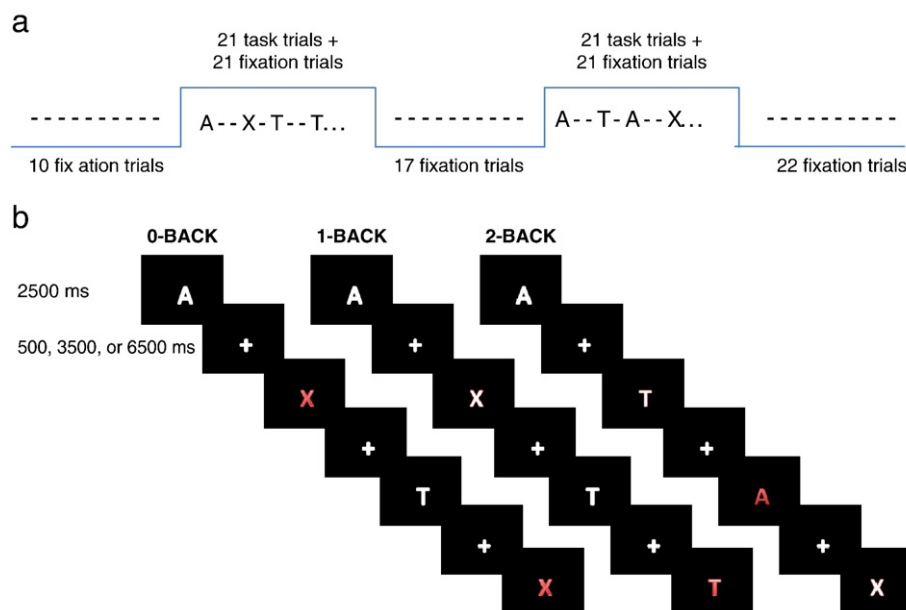 a
21 task trials +
21 fixation trials
21 task trials +
21 fixation trials
A--X-T--T...
A--T-A--X...
10 fix ation trials
17 fixation trials
22 fixation trials
b
0-BACK
1-BACK
2-BACK
2500 ms
A
A
A
500, 3500, or 6500 ms
+
+
+
X
X
T
+
+
+
T
T
A
+
+
+
X
T
X